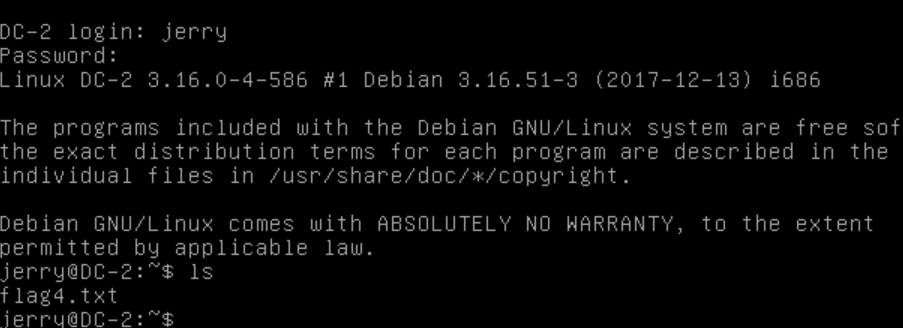 DC-2 login: jerry
Password:
Linux DC-2 3.16.0-4-586 #1 Debian 3.16.51-3 (2017-12-13) i686
The programs included with the Debian GNU/Linux system are free sof
the exact distribution terms for each program are described in the
individual files in /usr/share/doc/*/copyright.
Debian GNU/Linux comes with ABSOLUTELY NO WARRANTY, to the extent
permitted by applicable law.
jerry@DC-2:~$ ls
flag4.txt
jerry@DC-2:~$